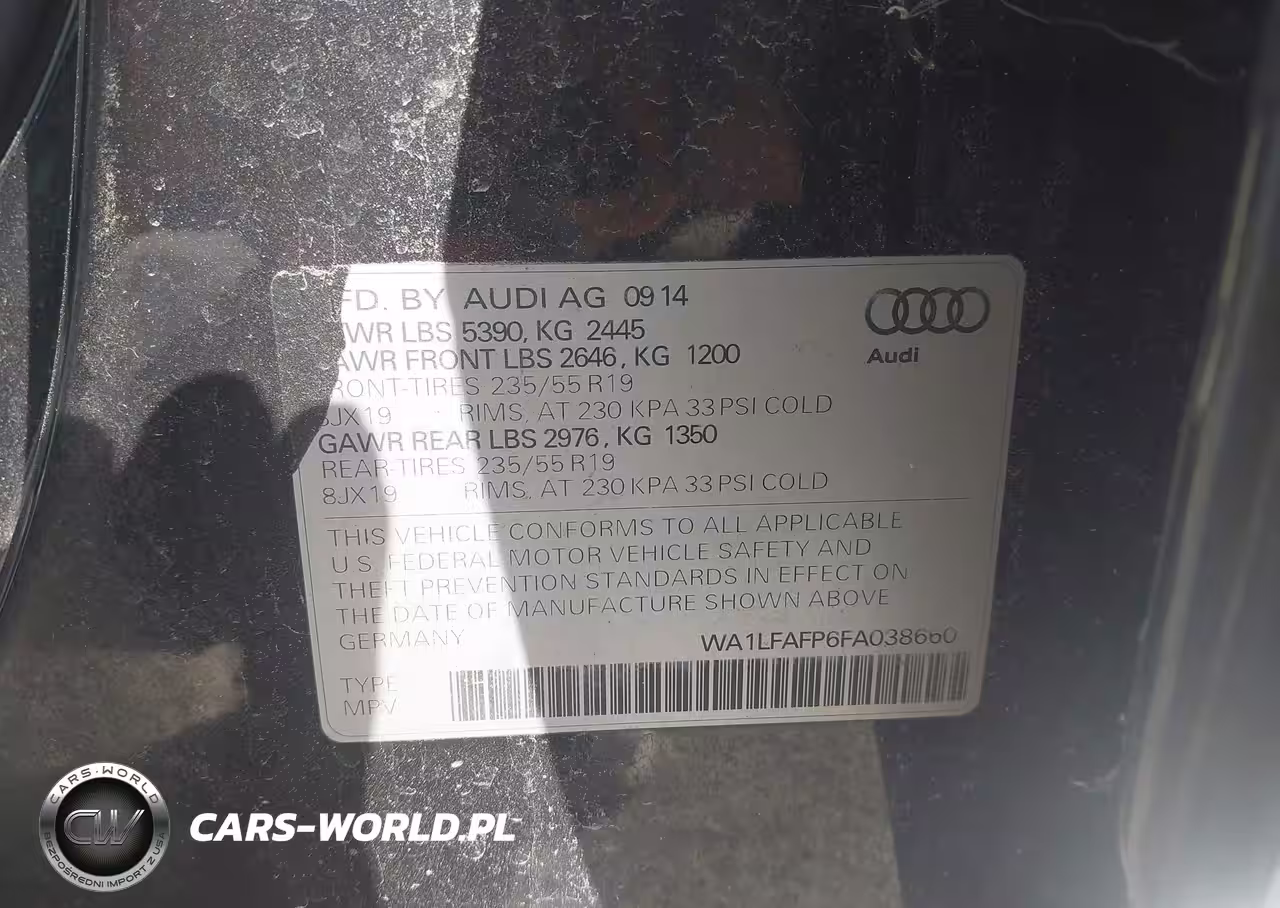 FD. BY AUDI AG 0914
WR LBS 5390, KG 2445
AWR FRONT LBS 2646, KG 1200
RONT-TIRES 235/55 R19
JX19 RIMS, AT 230 KPA 33 PSI COLD
GAWR REAR LBS 2976, KG 1350
REAR-TIRES 235/55 R19
8JX19 RIMS, AT 230 KPA 33 PSI COLD
Audi
THIS VEHICLE CONFORMS TO ALL APPLICABLE
U.S. FEDERAL MOTOR VEHICLE SAFETY AND
THEFT PREVENTION STANDARDS IN EFFECT ON
THE DATE OF MANUFACTURE SHOWN ABOVE
GERMANY WA1LFAFP6FA038660
TYPE
MPV
CARS-WORLD
CW
BEZPOŚREDNI IMPORT Z USA
CARS-WORLD.PL